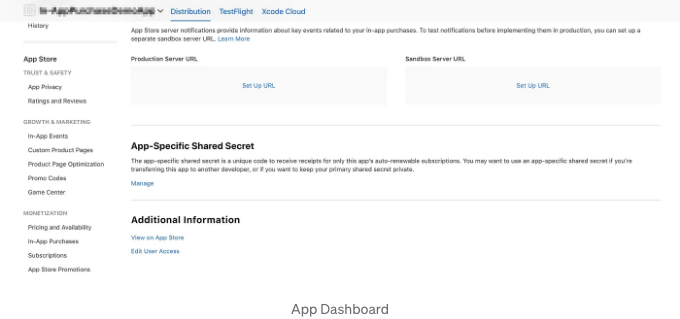 Distribution TestFlight Xcode Cloud
History
App Store
TRUST & SAFETY
App Privacy
Ratings and Reviews
GROWTH & MARKETING
In-App Events
Custom Product Pages
Product Page Optimization
Promo Codes
Game Center
MONETIZATION
Pricing and Availability
In-App Purchases
Subscriptions
App Store Promotions
App Store server notifications provide information about key events related to your in-app purchases. To test notifications before implementing them in production, you can set up a
separate sandbox server URL. Learn More
Production Server URL
Sandbox Server URL
Set Up URL
Set Up URL
App-Specific Shared Secret
The app-specific shared secret is a unique code to receive receipts for only this app's auto-renewable subscriptions. You may want to use an app-specific shared secret if you're
transferring this app to another developer, or if you want to keep your primary shared secret private.
Manage
Additional Information
View on App Store
Edit User Access
App Dashboard